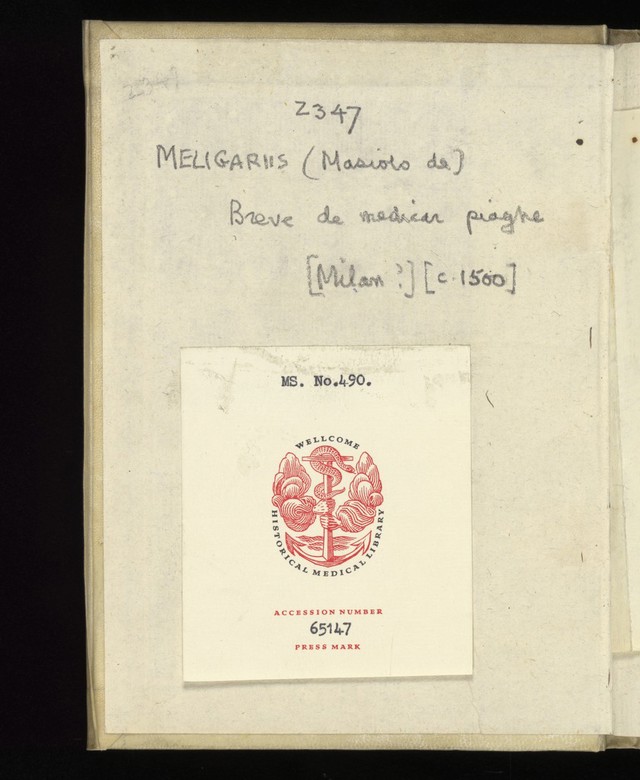 2347
MELIGARIIS (Masiolo de)
Breve de medicar piaghe
[Milan?] [c. 1500]
MS. No.490.
WELLCOME
HISTORICAL MEDICAL LIBRARY
ACCESSION NUMBER
65147
PRESS MARK